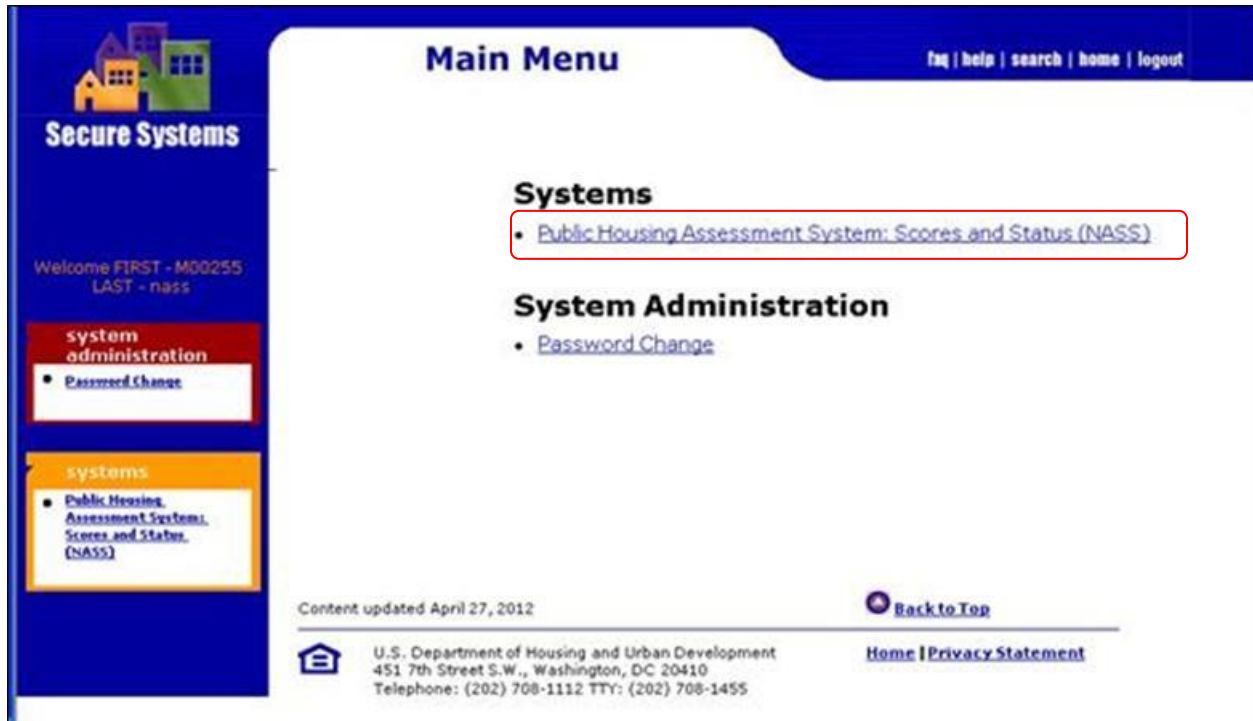 Main Menu
faq | help | search | home | logout
Secure Systems
Welcome FIRST - M00255
LAST - nass
system
administration
• Password Change
systems
• Public Housing
Assessment System:
Scores and Status
(NASS)
Systems
• Public Housing Assessment System: Scores and Status (NASS)
System Administration
• Password Change
Content updated April 27, 2012
Back to Top
U.S. Department of Housing and Urban Development
451 7th Street S.W., Washington, DC 20410
Telephone: (202) 708-1112 TTY: (202) 708-1455
Home | Privacy Statement